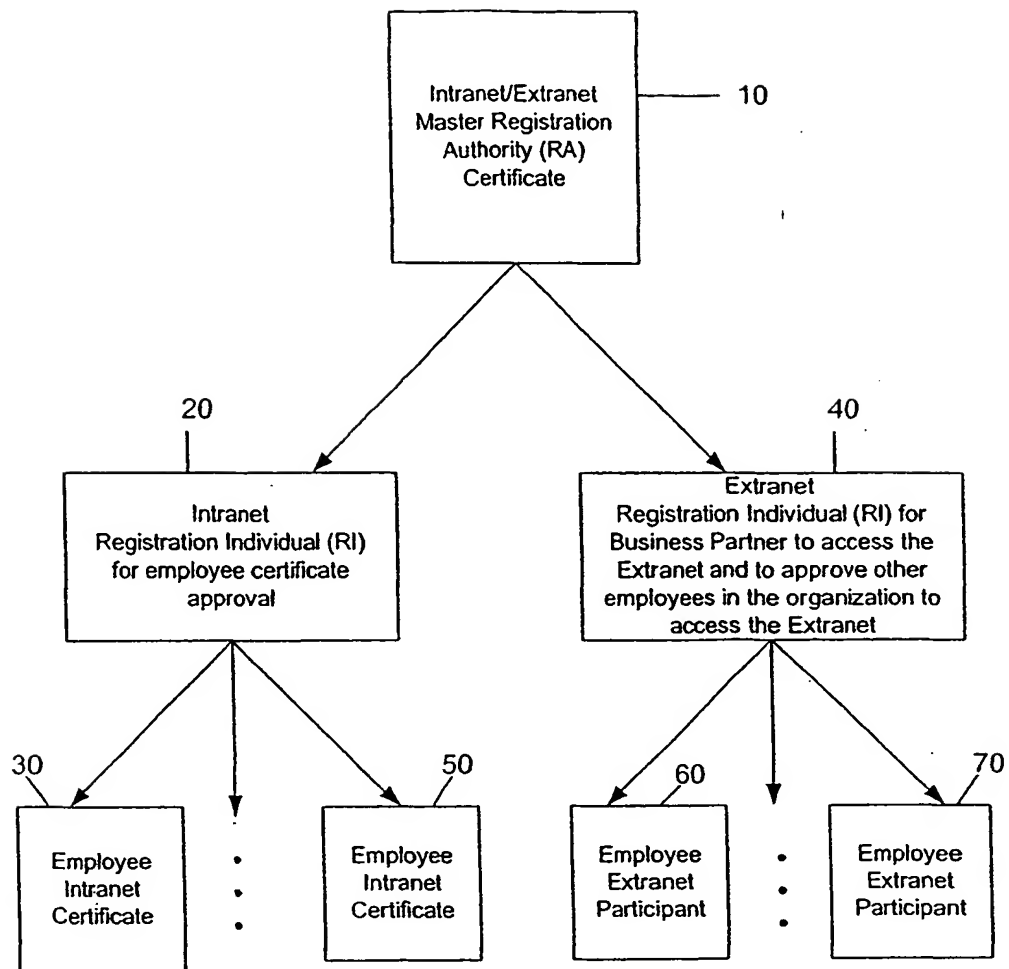 Intranet/Extranet
Master Registration
Authority (RA)
Certificate
10
20
40
Intranet
Registration Individual (RI)
for employee certificate
approval
Extranet
Registration Individual (RI) for
Business Partner to access the
Extranet and to approve other
employees in the organization to
access the Extranet
30
50
60
70
Employee
Intranet
Certificate
Employee
Intranet
Certificate
Employee
Extranet
Participant
Employee
Extranet
Participant